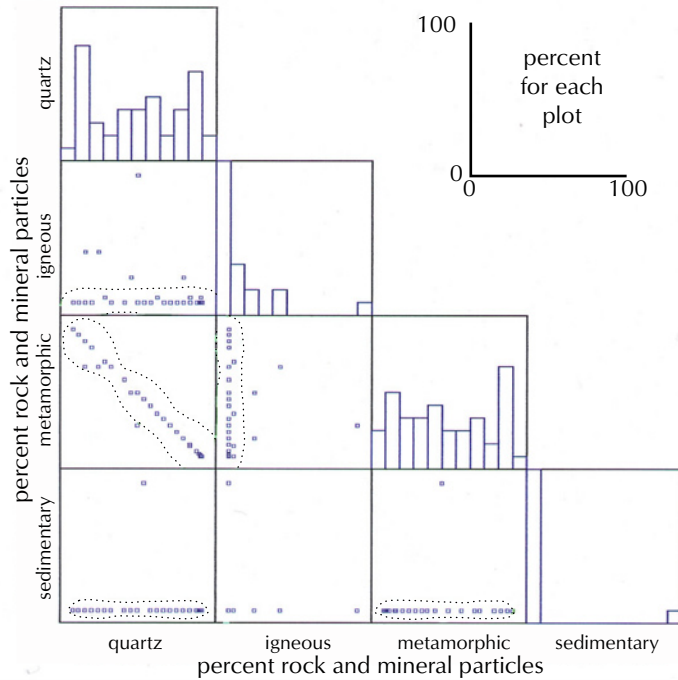 100
percent
for each
plot
0
0
100
percent rock and mineral particles
quartz
igneous
metamorphic
sedimentary
quartz
igneous
metamorphic
sedimentary
percent rock and mineral particles